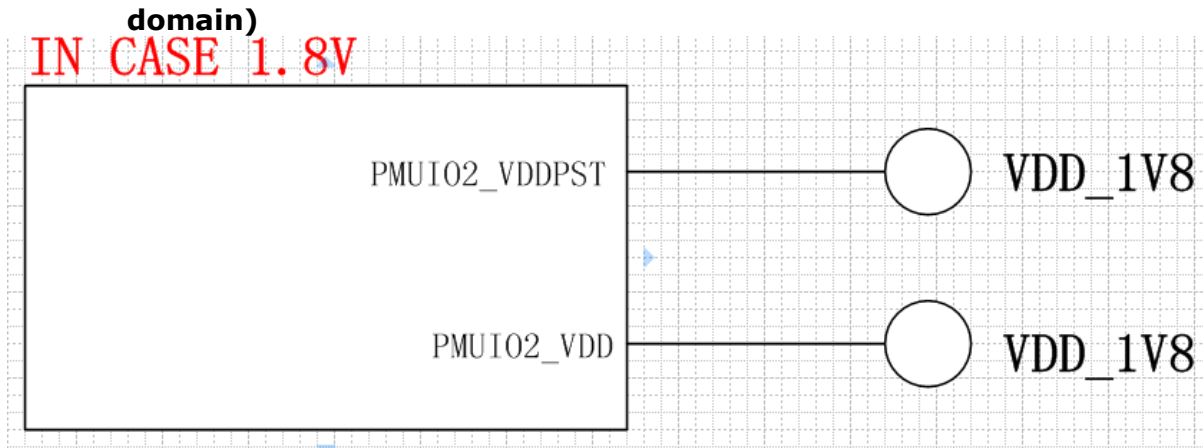 domain)
IN CASE 1.8V
PMUIO2_VDDPST
VDD_1V8
PMUIO2_VDD
VDD_1V8